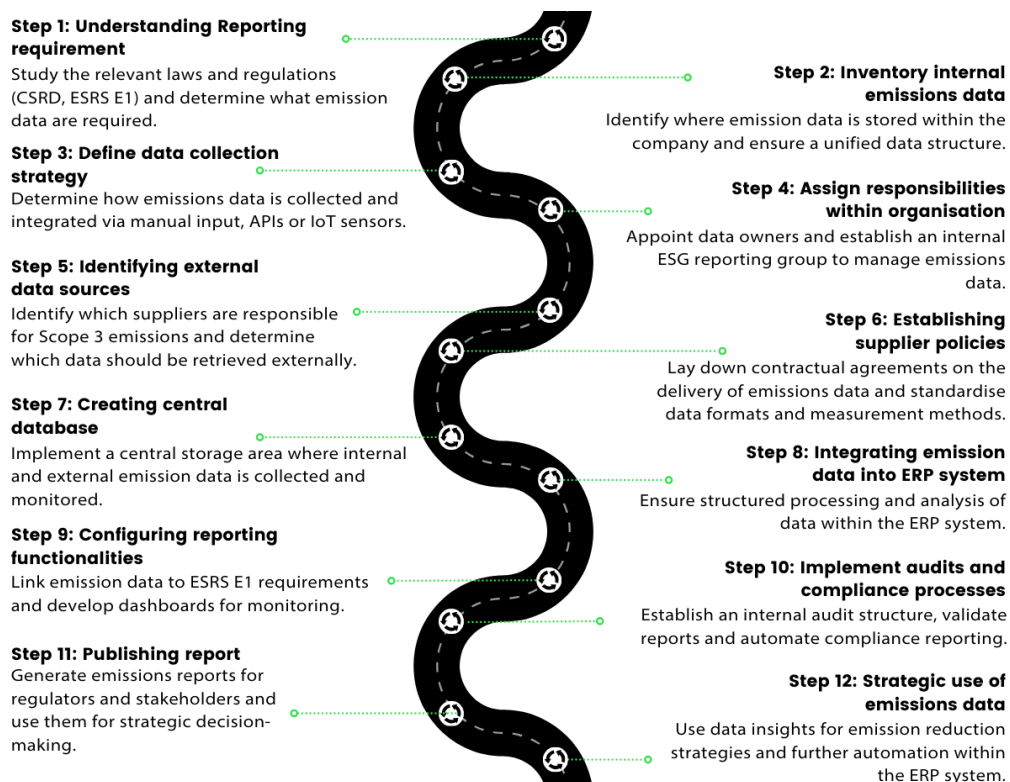 Step 1: Understanding Reporting
requirement
Study the relevant laws and regulations
(CSRD, ESRS E1) and determine what emission
data are required.
Step 2: Inventory internal
emissions data
Identify where emission data is stored within the
company and ensure a unified data structure.
Step 3: Define data collection
strategy
Determine how emissions data is collected and
integrated via manual input, APIs or IoT sensors.
Step 4: Assign responsibilities
within organisation
Appoint data owners and establish an internal
ESG reporting group to manage emissions
data.
Step 5: Identifying external
data sources
Identify which suppliers are responsible
for Scope 3 emissions and determine
which data should be retrieved externally.
Step 6: Establishing
supplier policies
Lay down contractual agreements on the
delivery of emissions data and standardise
data formats and measurement methods.
Step 7: Creating central
database
Implement a central storage area where internal
and external emission data is collected and
monitored.
Step 8: Integrating emission
data into ERP system
Ensure structured processing and analysis of
data within the ERP system.
Step 9: Configuring reporting
functionalities
Link emission data to ESRS E1 requirements
and develop dashboards for monitoring.
Step 10: Implement audits and
compliance processes
Establish an internal audit structure, validate
reports and automate compliance reporting.
Step 11: Publishing report
Generate emissions reports for
regulators and stakeholders and
use them for strategic decision-
making.
Step 12: Strategic use of
emissions data
Use data insights for emission reduction
strategies and further automation within
the ERP system.